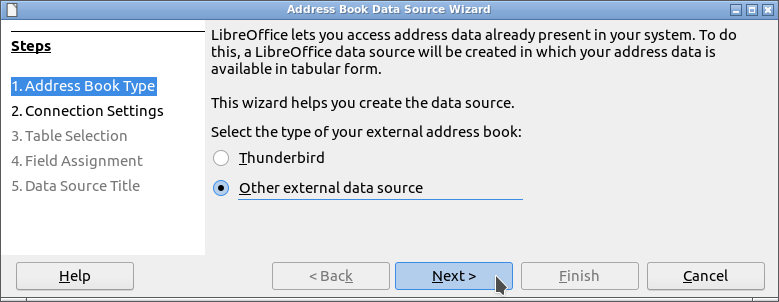 Address Book Data Source Wizard
Steps
1. Address Book Type
2. Connection Settings
3. Table Selection
4. Field Assignment
5. Data Source Title
LibreOffice lets you access address data already present in your system. To do
this, a LibreOffice data source will be created in which your address data is
available in tabular form.
This wizard helps you create the data source.
Select the type of your external address book:
Thunderbird
Other external data source
Help
< Back
Next >
Finish
Cancel